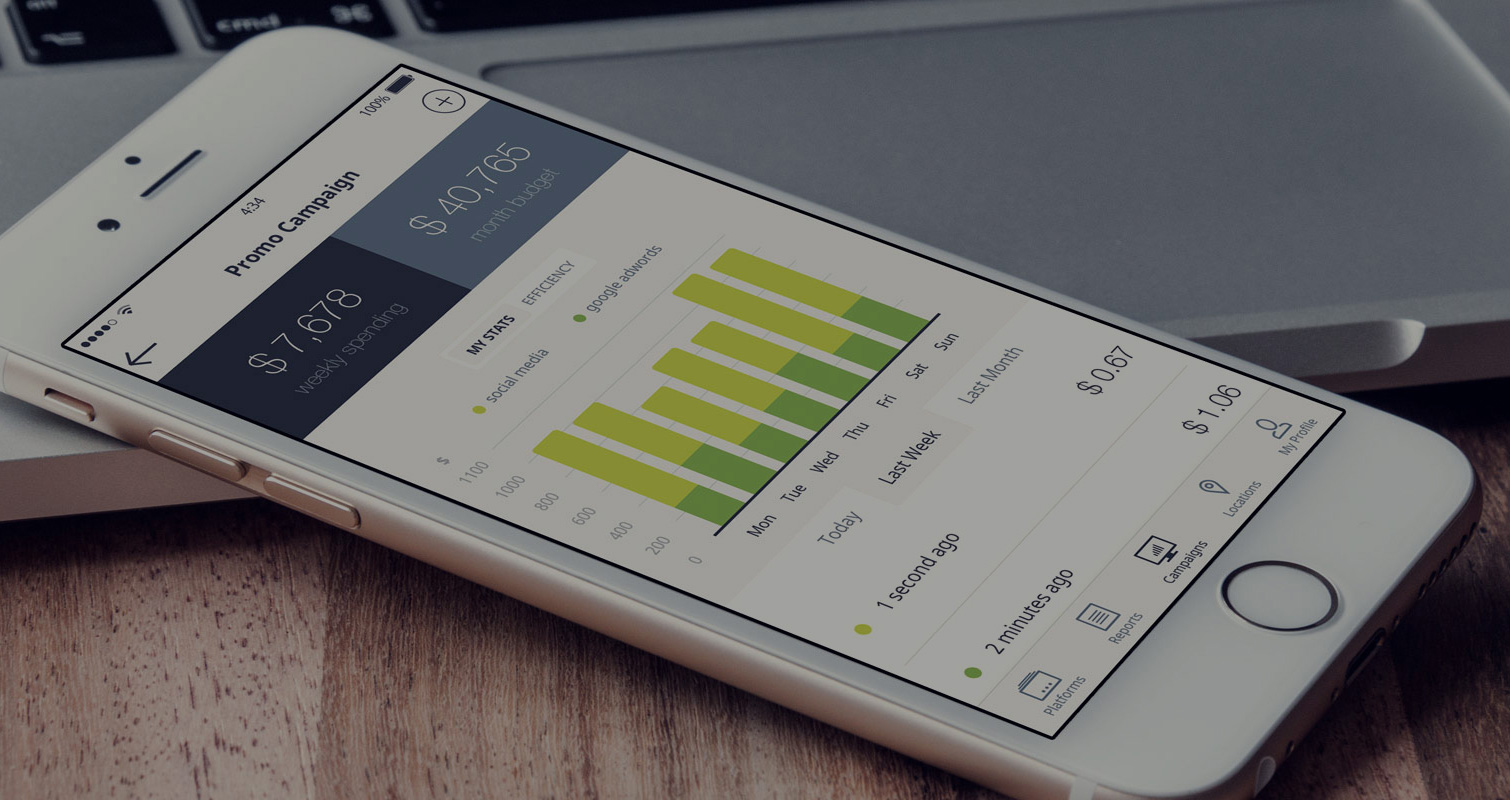 alt
cmd
4:34
100%
Promo Campaign
$ 7,678
weekly spending
$ 40,765
month budget
MY STATS
EFFICIENCY
social media
google adwords
$
1100
1000
800
600
400
200
0
Mon
Tue
Wed
Thu
Fri
Sat
Sun
Today
Last Week
Last Month
1 second ago
$ 0.67
2 minutes ago
$ 1.06
Platforms
Reports
Campaigns
Locations
My Profile